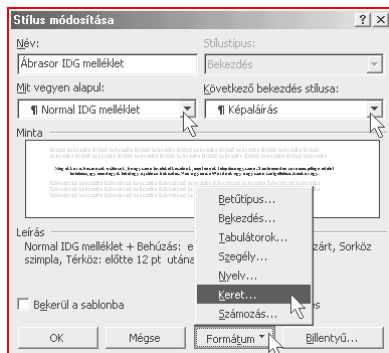 Stílus módosítása
Név:
Stílustípus:
Ábrasor IDG melléklet
Bekezdés
Mit vegyen alapul:
Következő bekezdés stílusa:
¶ Normal IDG melléklet
¶ Képaláírás
Minta
Leírás
Normal IDG melléklet + Behúzás: e
zárt, Sorköz
szimpla, Térköz: előtte 12 pt utána
Betűtípus...
Bekezdés...
Tabulátorok...
Szegély...
Nyelv...
Keret...
Számozás...
Bekerül a sablonba
OK
Mégse
Formátum
Billentyű...